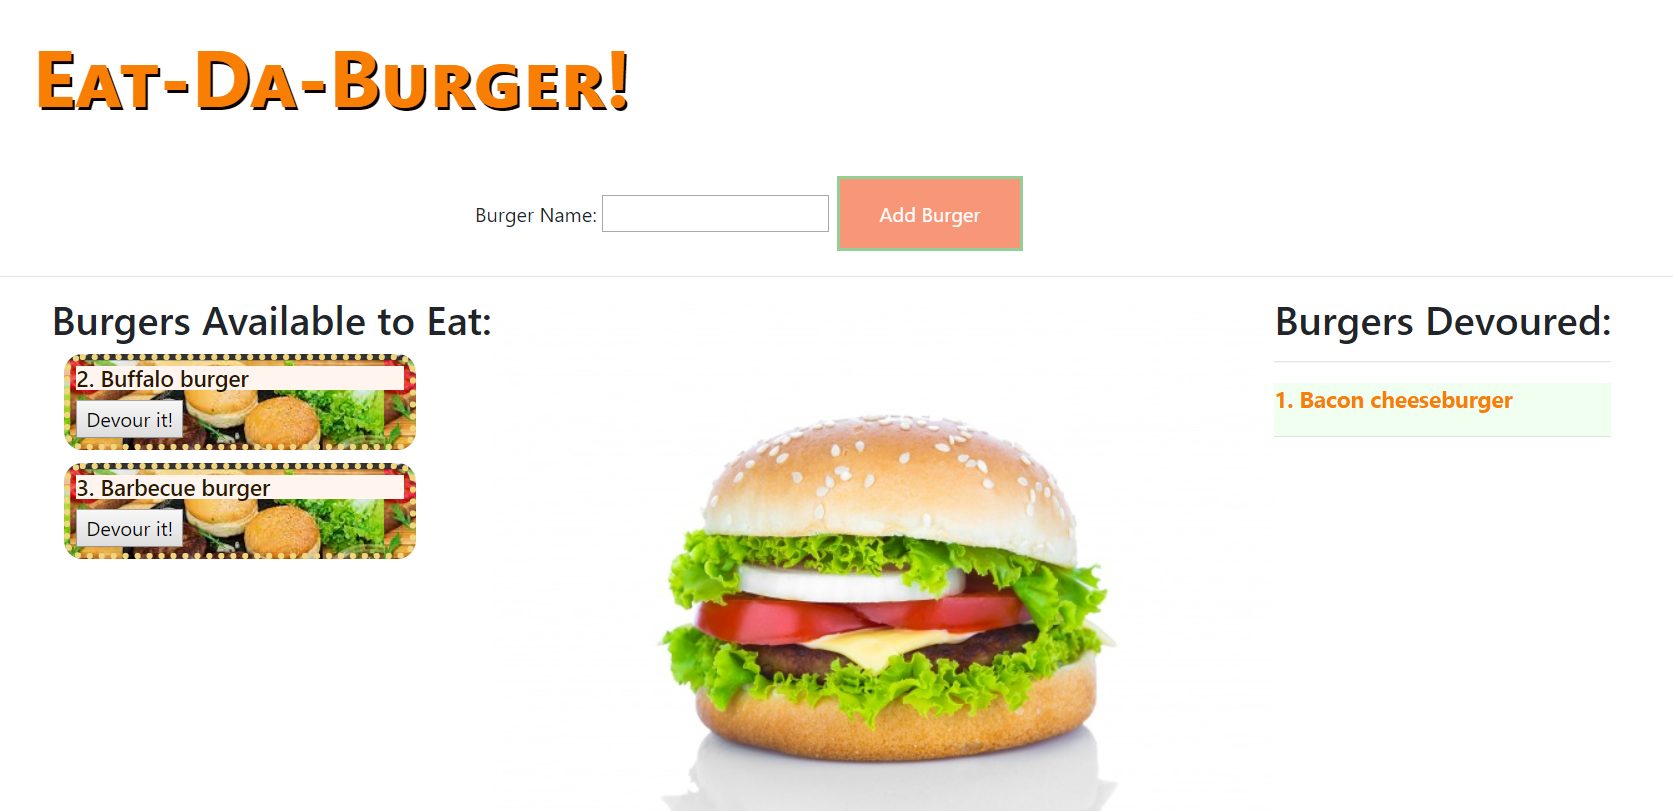 Eat-Da-Burger!
Burger Name:
Add Burger
Burgers Available to Eat:
2. Buffalo burger
Devour it!
3. Barbecue burger
Devour it!
Burgers Devoured:
1. Bacon cheeseburger